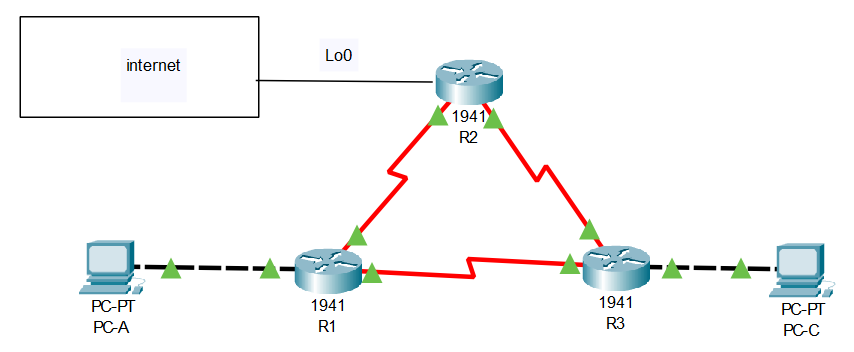 internet
Lo0
1941
R2
PC-PT
PC-A
1941
R1
1941
R3
PC-PT
PC-C